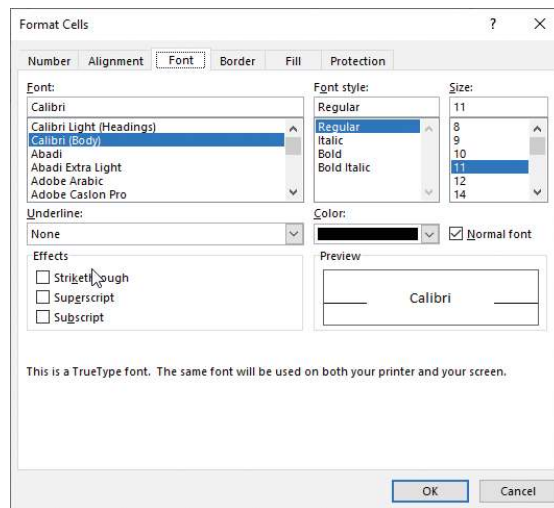 Format Cells ? ×
Number Alignment Font Border Fill Protection
Font: Font style: Size:
Calibri Regular 11
Calibri Light (Headings) Regular 8
Calibri (Body) Italic 9
Abadi Bold 10
Abadi Extra Light Bold Italic 11
Adobe Arabic 12
Adobe Caslon Pro 14
Underline: Color:
None Normal font
Effects Preview
Strikethrough
Superscript Calibri
Subscript
This is a TrueType font. The same font will be used on both your printer and your screen.
OK Cancel